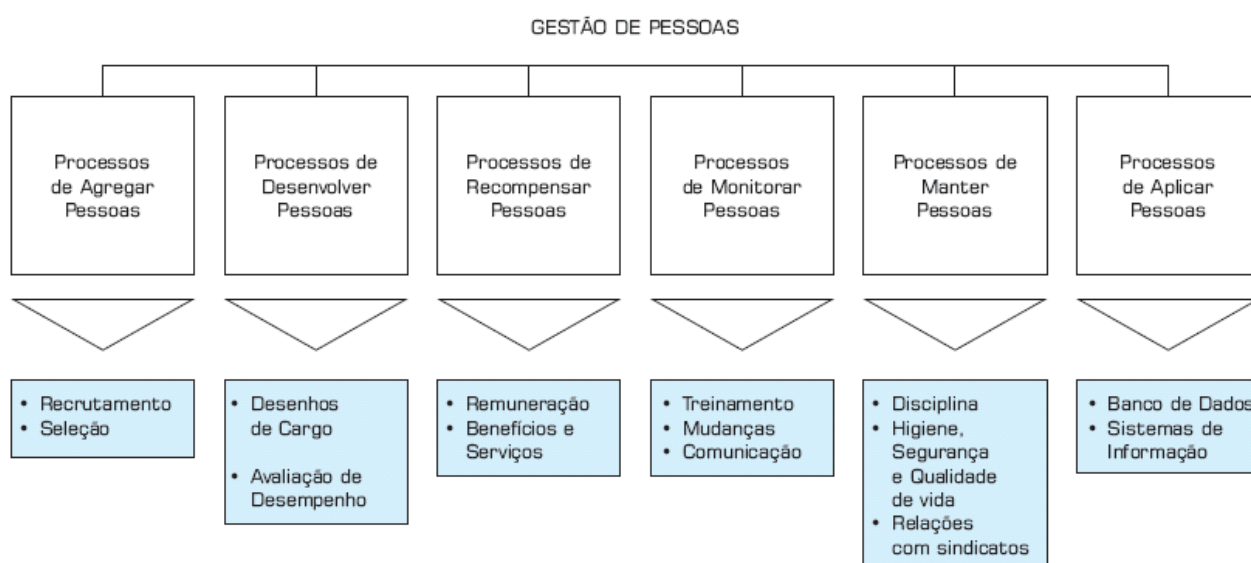 GESTÃO DE PESSOAS
Processos
de Agregar
Pessoas
Processos de
Desenvolver
Pessoas
Processos de
Recompensar
Pessoas
Processos
de Monitorar
Pessoas
Processos de
Manter
Pessoas
Processos
de Aplicar
Pessoas
• Recrutamento
• Seleção
• Desenhos
de Cargo
• Avaliação de
Desempenho
• Remuneração
• Benefícios e
Serviços
• Treinamento
• Mudanças
• Comunicação
• Disciplina
• Higiene,
Segurança
e Qualidade
de vida
• Relações
com sindicatos
• Banco de Dados
• Sistemas de
Informação